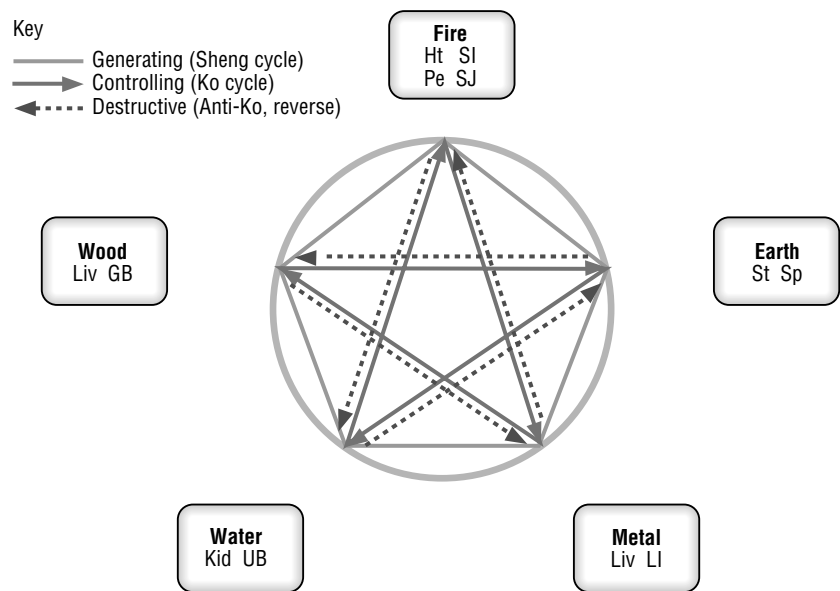 Key
Generating (Sheng cycle)
Controlling (Ko cycle)
Destructive (Anti-Ko, reverse)
Fire
Ht SI
Pe SJ
Wood
Liv GB
Earth
St Sp
Water
Kid UB
Metal
Liv LI